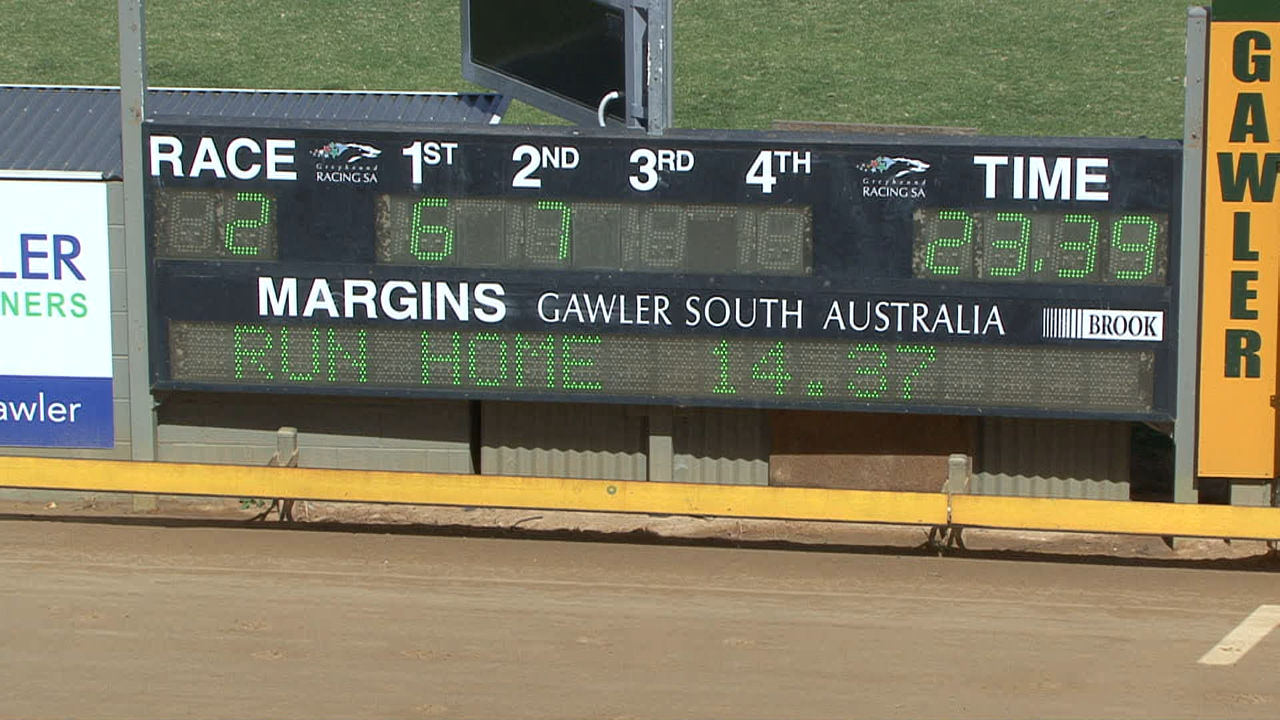 RACE Greyhound RACING SA 1ST 2ND 3RD 4TH Greyhound RACING SA TIME
2 6 7 23.39
MARGINS GAWLER SOUTH AUSTRALIA BROOK
RUN HOME 14.37
LER
NERS
awler
GAWLER